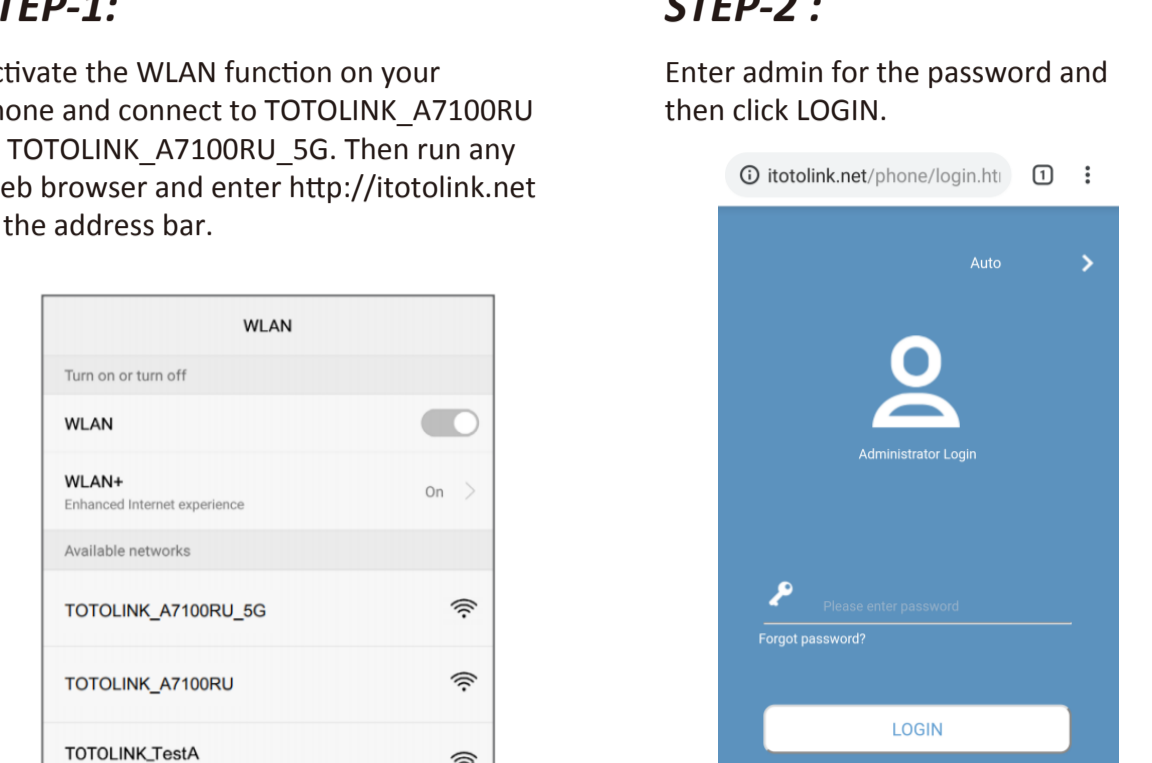 TEP-1:
ctivate the WLAN function on your
hone and connect to TOTOLINK_A7100RU
TOTOLINK_A7100RU_5G. Then run any
eb browser and enter http://itotolink.net
the address bar.
WLAN
Turn on or turn off
WLAN
WLAN+
Enhanced Internet experience
On
Available networks
TOTOLINK_A7100RU_5G
TOTOLINK_A7100RU
TOTOLINK_TestA
STEP-2 :
Enter admin for the password and
then click LOGIN.
itotolink.net/phone/login.ht
1
Auto
Administrator Login
Please enter password
Forgot password?
LOGIN